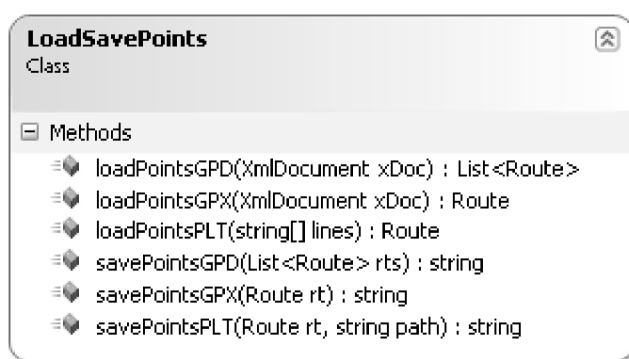 LoadSavePoints
Class
Methods
loadPointsGPD(XmlDocument xDoc) : List<Route>
loadPointsGPX(XmlDocument xDoc) : Route
loadPointsPLT(string[] lines) : Route
savePointsGPD(List<Route> rts) : string
savePointsGPX(Route rt) : string
savePointsPLT(Route rt, string path) : string